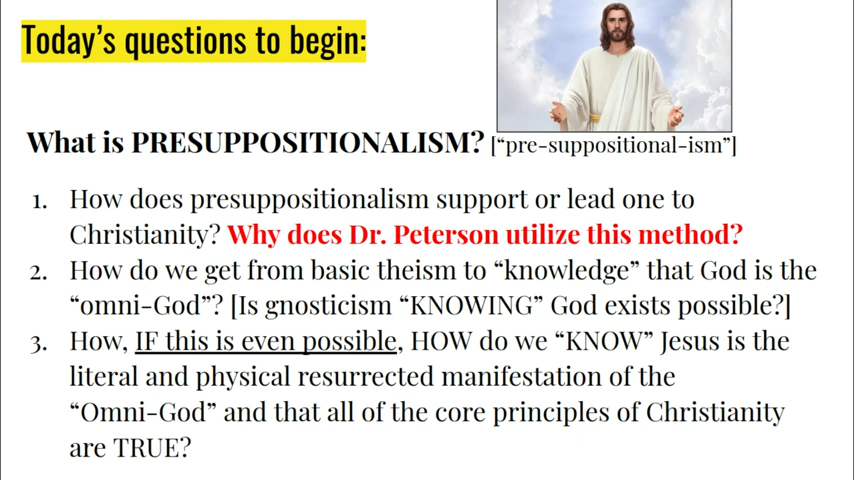 Today's questions to begin:
What is PRESUPPOSITIONALISM? ["pre-suppositional-ism"]
1. How does presuppositionalism support or lead one to
Christianity? Why does Dr. Peterson utilize this method?
2. How do we get from basic theism to “knowledge” that God is the
“omni-God”? [Is gnosticism “KNOWING” God exists possible?]
3. How, IF this is even possible, HOW do we “KNOW” Jesus is the
literal and physical resurrected manifestation of the
“Omni-God” and that all of the core principles of Christianity
are TRUE?